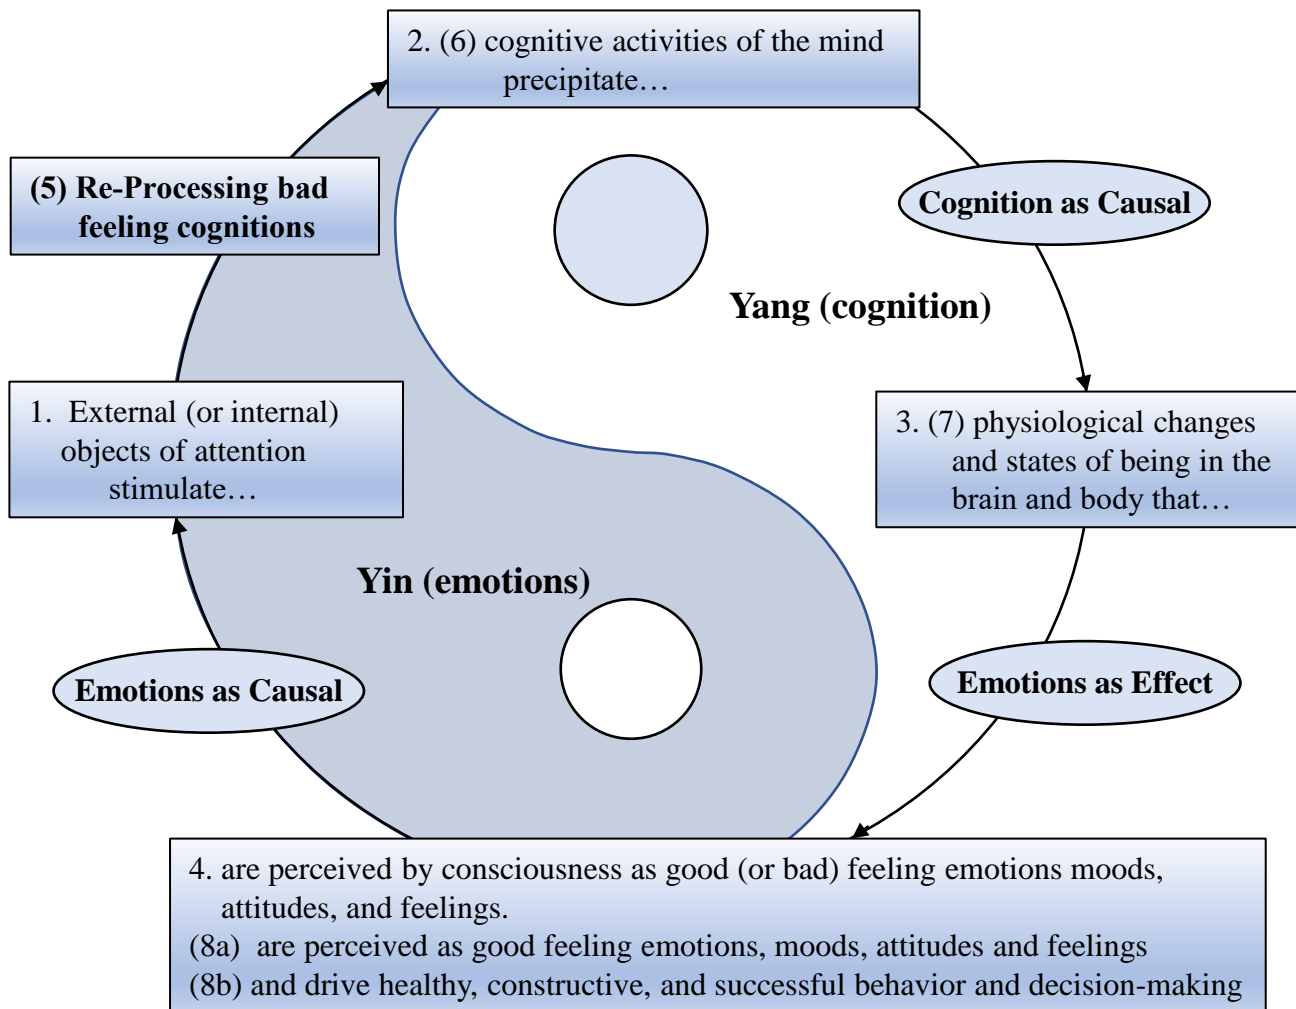 2. (6) cognitive activities of the mind
precipitate…
(5) Re-Processing bad
feeling cognitions
Cognition as Causal
Yang (cognition)
1. External (or internal)
objects of attention
stimulate…
3. (7) physiological changes
and states of being in the
brain and body that…
Yin (emotions)
Emotions as Causal
Emotions as Effect
4. are perceived by consciousness as good (or bad) feeling emotions moods,
attitudes, and feelings.
(8a) are perceived as good feeling emotions, moods, attitudes and feelings
(8b) and drive healthy, constructive, and successful behavior and decision-making